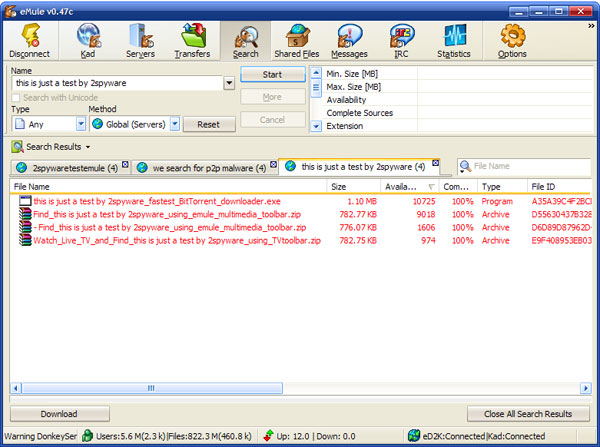 eMule v0.47c
Disconnect Kad Servers Transfers Search Shared Files Messages IRC Statistics Options
Name
this is just a test by 2spyware
Search with Unicode
Type Method
Any Global (Servers) Reset
Start
More
Cancel
Min. Size [MB]
Max. Size [MB]
Availability
Complete Sources
Extension
Search Results
2spywaretestemule (4) we search for p2p malware (4) this is just a test by 2spyware (4) File Name
File Name Size Availa... Com... Type File ID
this is just a test by 2spyware_fastest_BitTorrent_downloader.exe 1.10 MB 10725 100% Program A35A39C4F2BC
Find_this is just a test by 2spyware_using_emule_multimedia_toolbar.zip 782.77 KB 9018 100% Archive D55630437B328
- Find_this is just a test by 2spyware_using_emule_multimedia_toolbar.zip 776.07 KB 1606 100% Archive D6D89D87962D
Watch_Live_TV_and_Find_this is just a test by 2spyware_using_TVtoolbar.zip 782.75 KB 974 100% Archive E9F408953EB03
Download Close All Search Results
Warning DonkeySer Users:5.6 M(2.3 k)|Files:822.3 M(460.8 k) Up: 12.0 | Down: 0.0 eD2K:Connected|Kad:Connected